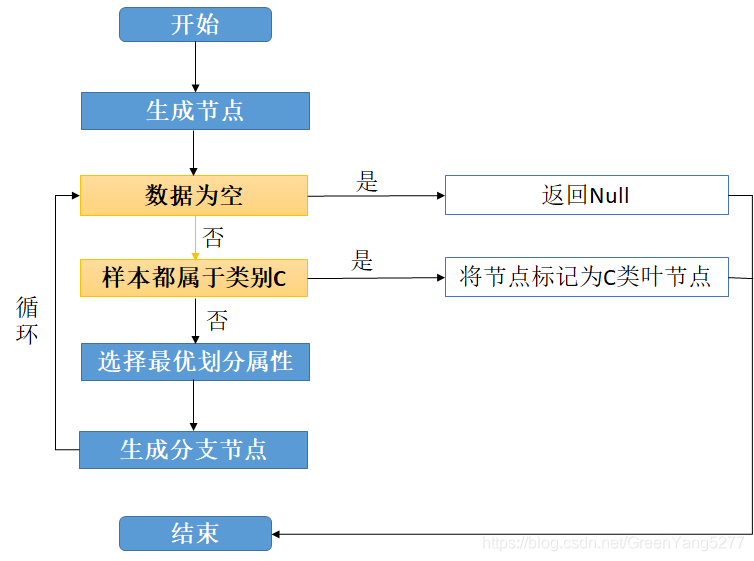 开始
生成节点
数据为空
是
返回Null
否
样本都属于类别C
是
将节点标记为C类叶节点
否
循环
选择最优划分属性
生成分支节点
结束
https://blog.csdn.net/GreenYang5277